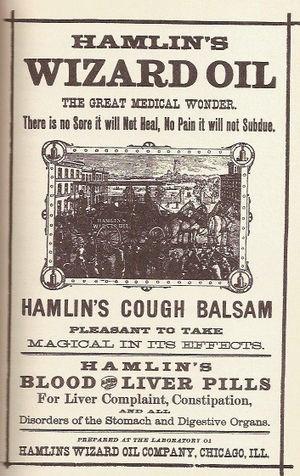 HAMLIN'S
WIZARD OIL
THE GREAT MEDICAL WONDER.
There is no Sore it will Not Heal, No Pain it will not Subdue.
HAMLIN'S
WIZARD OIL
HAMLIN'S COUGH BALSAM
PLEASANT TO TAKE
MAGICAL IN ITS EFFECTS.
HAMLIN'S
BLOOD AND LIVER PILLS
For Liver Complaint, Constipation,
AND ALL
Disorders of the Stomach and Digestive Organs.
PREPARED AT THE LABORATORY OF
HAMLINS WIZARD OIL COMPANY, CHICAGO, ILL.